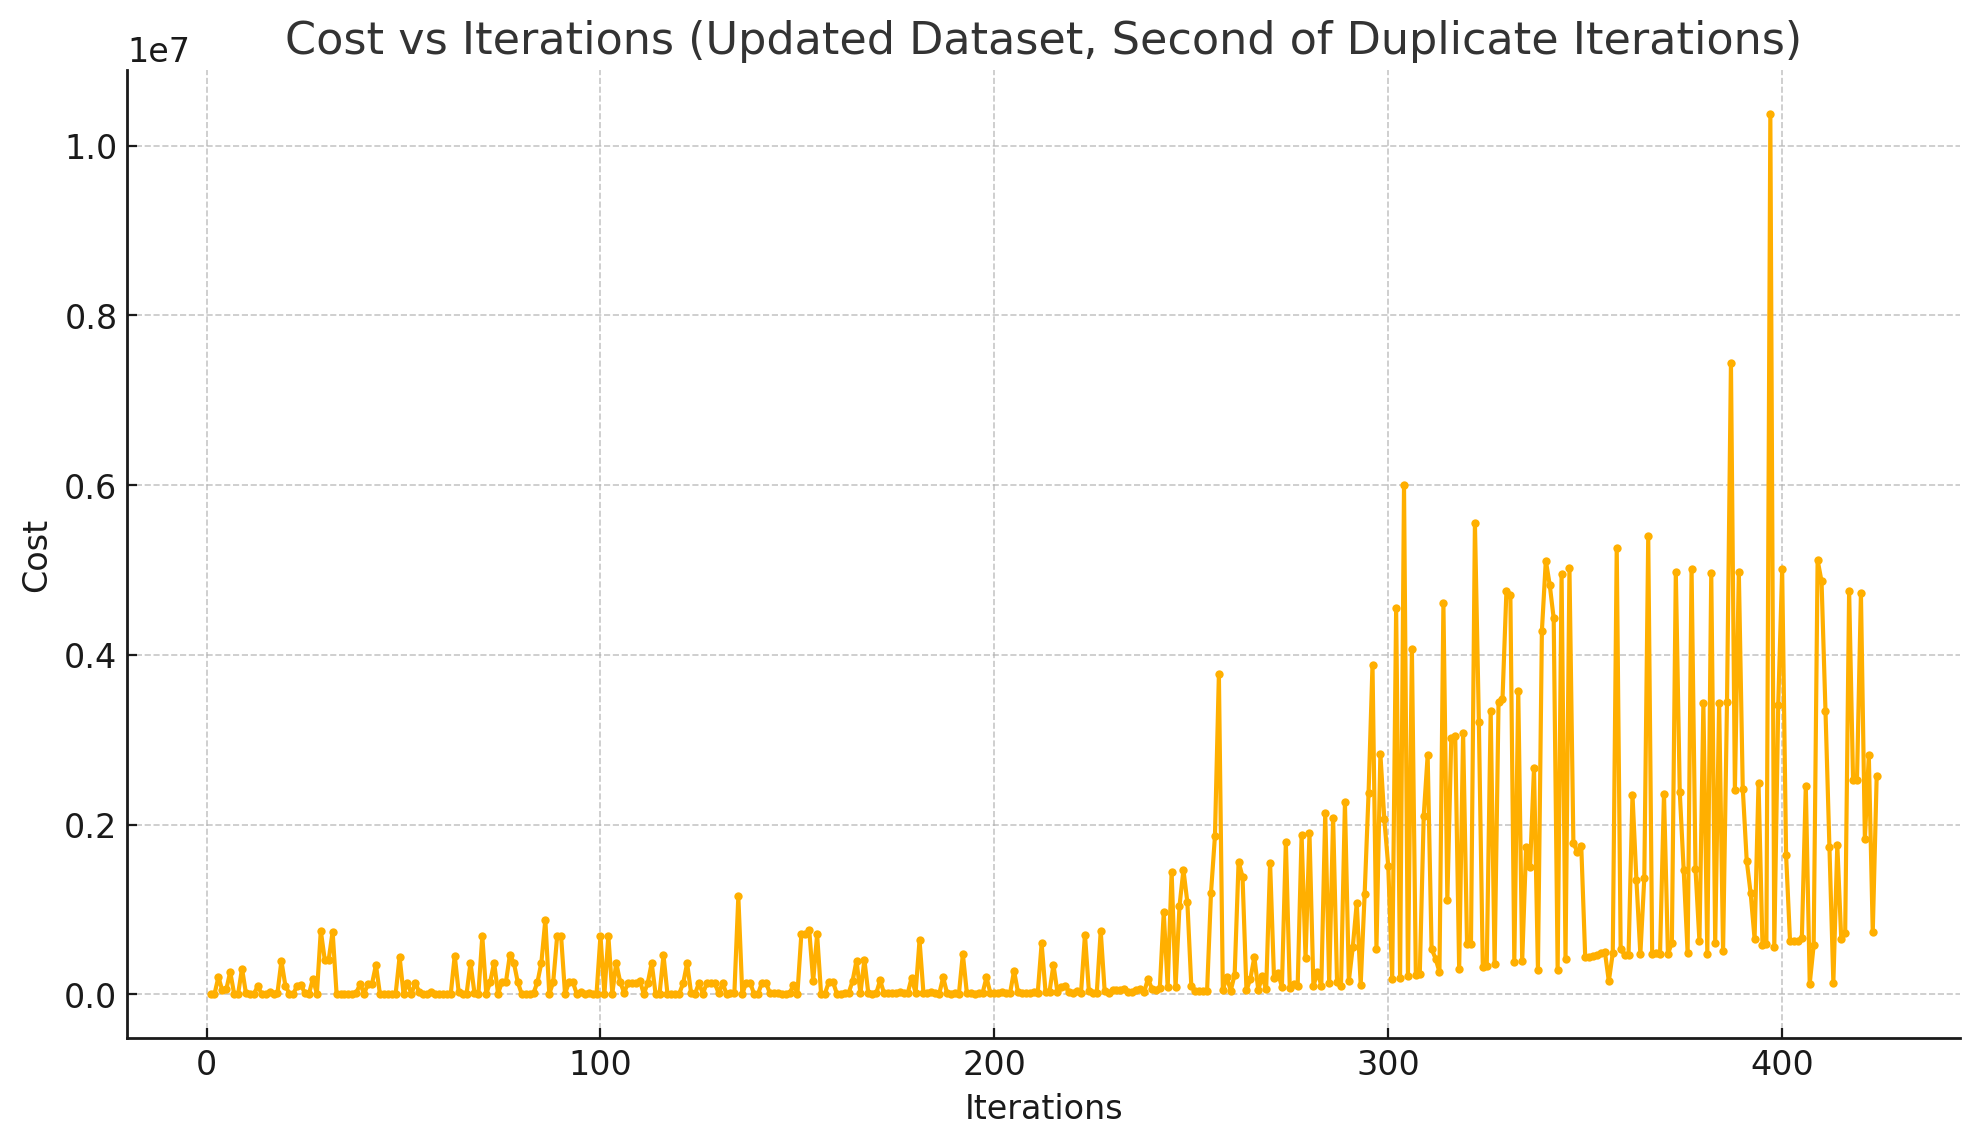 Cost vs Iterations (Updated Dataset, Second of Duplicate Iterations)
1e7
1.0
0.8
0.6
0.4
0.2
0.0
Cost
0 100 200 300 400
Iterations